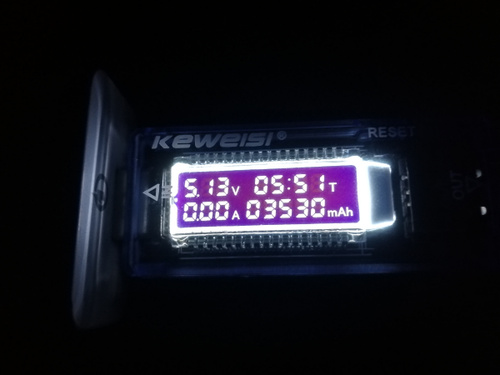 KEWEISI®
RESET
5.13V 05:51T
0.00A 03530mAh
OUT